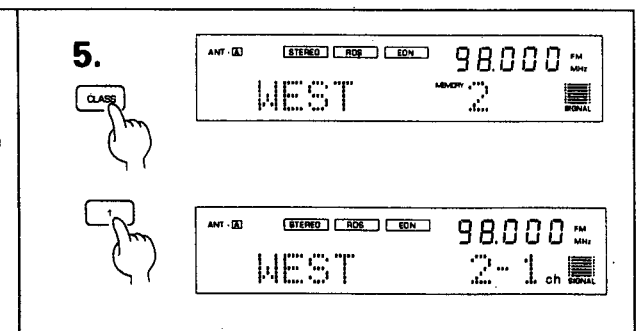 5.
ANT - A STEREO RDS EON 98.000 FM MHz
CLASS
WEST MEMORY 2 SIGNAL
1
ANT - A STEREO RDS EON 98.000 FM MHz
WEST 2-1 ch SIGNAL